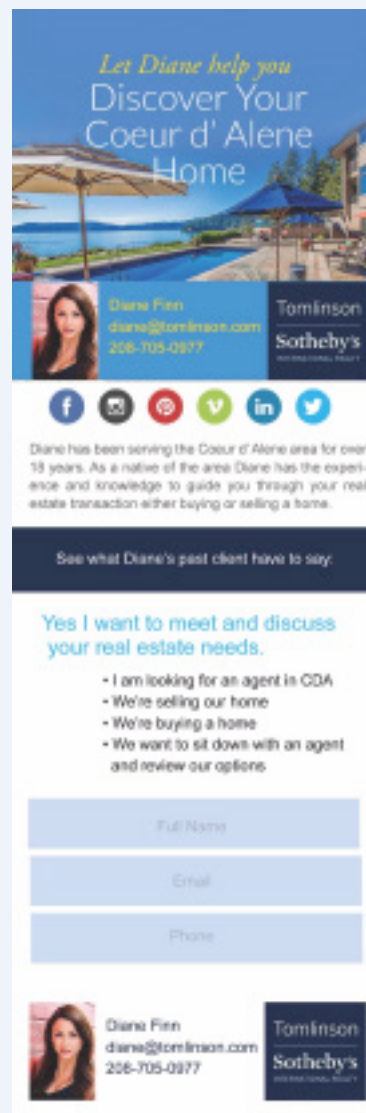 Let Diane help you
Discover Your
Coeur d' Alene
Home
Diane Finn
diane@tomlinson.com
208-705-0977
Tomlinson
Sotheby's
INTERNATIONAL REALTY
Diane has been serving the Coeur d' Alene area for over
18 years. As a native of the area Diane has the experi-
ence and knowledge to guide you through your real
estate transaction either buying or selling a home.
See what Diane's past client have to say:
Yes I want to meet and discuss
your real estate needs.
• I am looking for an agent in CDA
• We're selling our home
• We're buying a home
• We want to sit down with an agent
and review our options
Full Name
Email
Phone
Diane Finn
diane@tomlinson.com
208-705-0977
Tomlinson
Sotheby's
INTERNATIONAL REALTY